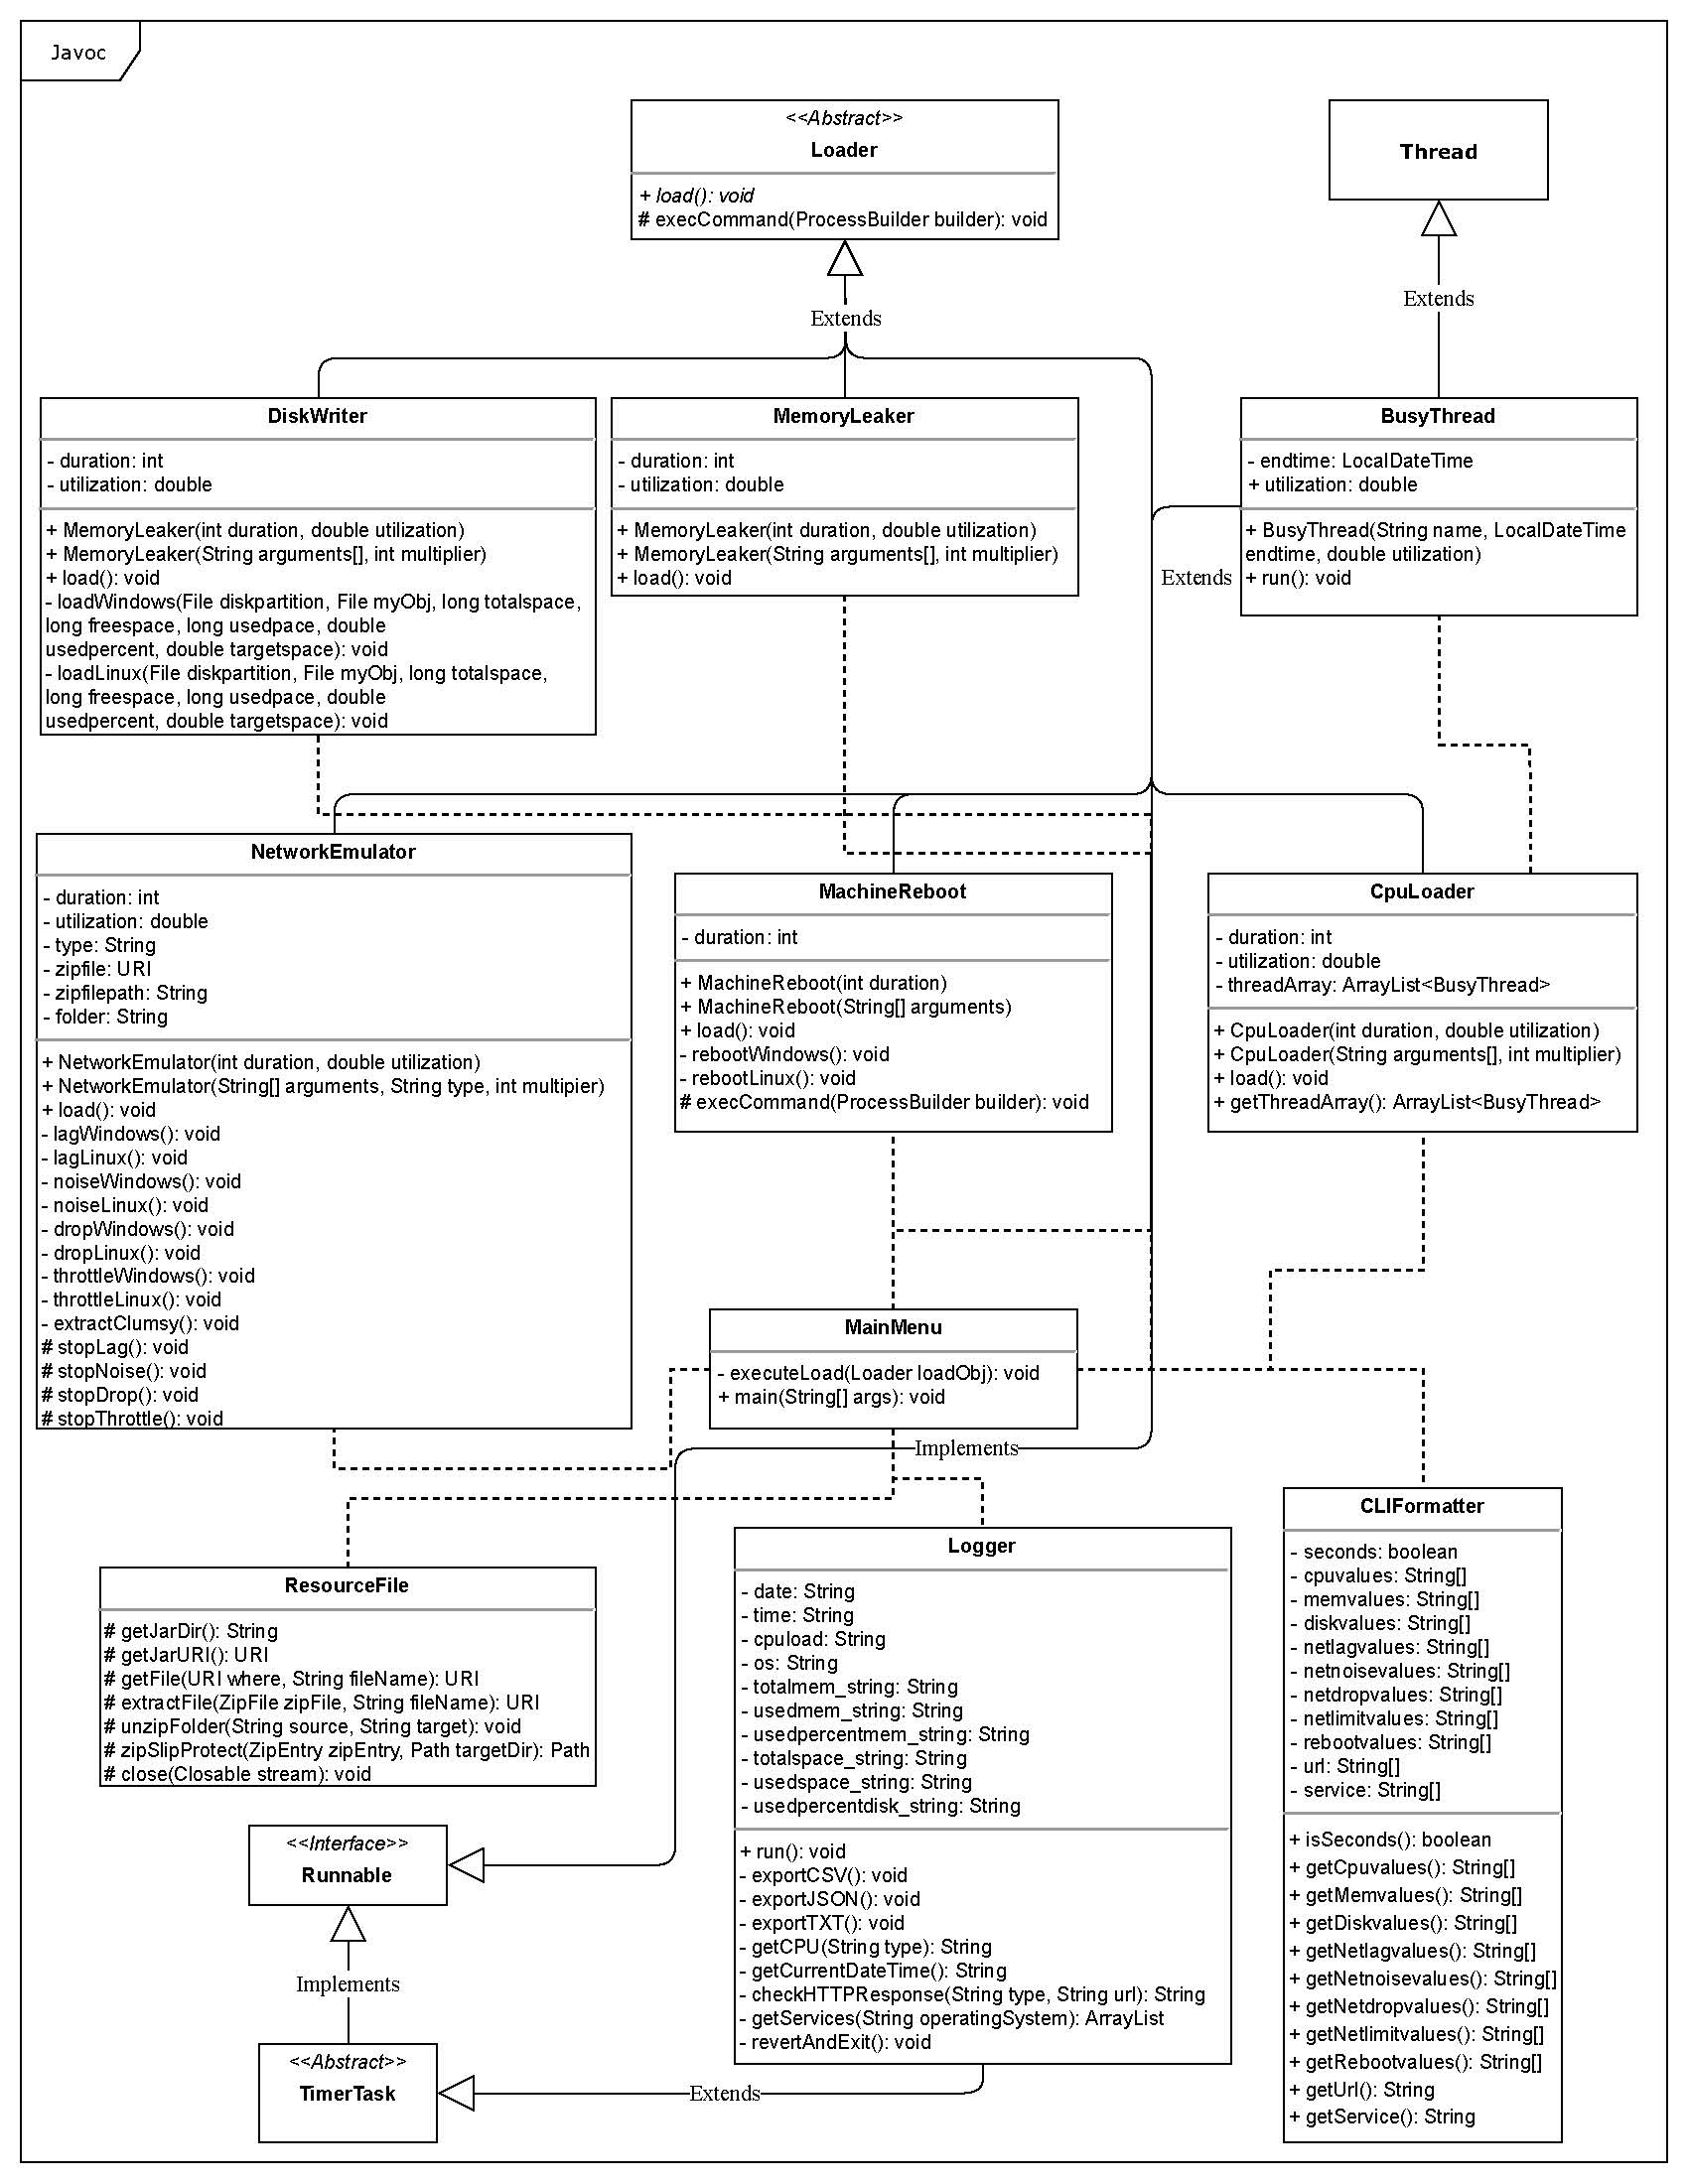 Javoc
<<Abstract>>
Loader
+ load(): void
# execCommand(ProcessBuilder builder): void
Thread
Extends
Extends
DiskWriter
- duration: int
- utilization: double
+ MemoryLeaker(int duration, double utilization)
+ MemoryLeaker(String arguments[], int multiplier)
+ load(): void
- loadWindows(File diskpartition, File myObj, long totalspace,
long freespace, long usedpace, double
usedpercent, double targetspace): void
- loadLinux(File diskpartition, File myObj, long totalspace,
long freespace, long usedpace, double
usedpercent, double targetspace): void
MemoryLeaker
- duration: int
- utilization: double
+ MemoryLeaker(int duration, double utilization)
+ MemoryLeaker(String arguments[], int multiplier)
+ load(): void
BusyThread
- endtime: LocalDateTime
+ utilization: double
+ BusyThread(String name, LocalDateTime
endtime, double utilization)
+ run(): void
Extends
NetworkEmulator
- duration: int
- utilization: double
- type: String
- zipfile: URI
- zipfilepath: String
- folder: String
+ NetworkEmulator(int duration, double utilization)
+ NetworkEmulator(String[] arguments, String type, int multipier)
+ load(): void
- lagWindows(): void
- lagLinux(): void
- noiseWindows(): void
- noiseLinux(): void
- dropWindows(): void
- dropLinux(): void
- throttleWindows(): void
- throttleLinux(): void
- extractClumsy(): void
# stopLag(): void
# stopNoise(): void
# stopDrop(): void
# stopThrottle(): void
MachineReboot
- duration: int
+ MachineReboot(int duration)
+ MachineReboot(String[] arguments)
+ load(): void
- rebootWindows(): void
- rebootLinux(): void
# execCommand(ProcessBuilder builder): void
CpuLoader
- duration: int
- utilization: double
- threadArray: ArrayList<BusyThread>
+ CpuLoader(int duration, double utilization)
+ CpuLoader(String arguments[], int multiplier)
+ load(): void
+ getThreadArray(): ArrayList<BusyThread>
MainMenu
- executeLoad(Loader loadObj): void
+ main(String[] args): void
Implements
ResourceFile
# getJarDir(): String
# getJarURI(): URI
# getFile(URI where, String fileName): URI
# extractFile(ZipFile zipFile, String fileName): URI
# unzipFolder(String source, String target): void
# zipSlipProtect(ZipEntry zipEntry, Path targetDir): Path
# close(Closable stream): void
Logger
- date: String
- time: String
- cpuload: String
- os: String
- totalmem_string: String
- usedmem_string: String
- usedpercentmem_string: String
- totalspace_string: String
- usedspace_string: String
- usedpercentdisk_string: String
+ run(): void
- exportCSV(): void
- exportJSON(): void
- exportTXT(): void
- getCPU(String type): String
- getCurrentDateTime(): String
- checkHTTPResponse(String type, String url): String
- getServices(String operatingSystem): ArrayList
- revertAndExit(): void
CLIFormatter
- seconds: boolean
- cpuvalues: String[]
- memvalues: String[]
- diskvalues: String[]
- netlagvalues: String[]
- netnoisevalues: String[]
- netdropvalues: String[]
- netlimitvalues: String[]
- rebootvalues: String[]
- url: String[]
- service: String[]
+ isSeconds(): boolean
+ getCpuvalues(): String[]
+ getMemvalues(): String[]
+ getDiskvalues(): String[]
+ getNetlagvalues(): String[]
+ getNetnoisevalues(): String[]
+ getNetdropvalues(): String[]
+ getNetlimitvalues(): String[]
+ getRebootvalues(): String[]
+ getUrl(): String
+ getService(): String
<<Interface>>
Runnable
Implements
<<Abstract>>
TimerTask
Extends